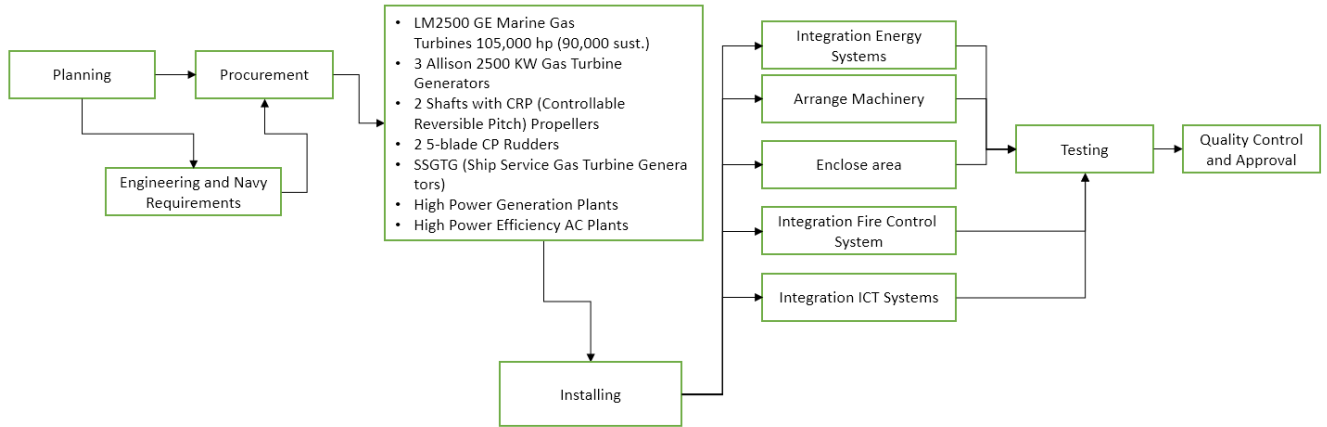 Planning
Procurement
Engineering and Navy
Requirements
• LM2500 GE Marine Gas
Turbines 105,000 hp (90,000 sust.)
• 3 Allison 2500 KW Gas Turbine
Generators
• 2 Shafts with CRP (Controllable
Reversible Pitch) Propellers
• 2 5-blade CP Rudders
• SSGTG (Ship Service Gas Turbine Genera
tors)
• High Power Generation Plants
• High Power Efficiency AC Plants
Installing
Integration Energy
Systems
Arrange Machinery
Enclose area
Integration Fire Control
System
Integration ICT Systems
Testing
Quality Control
and Approval